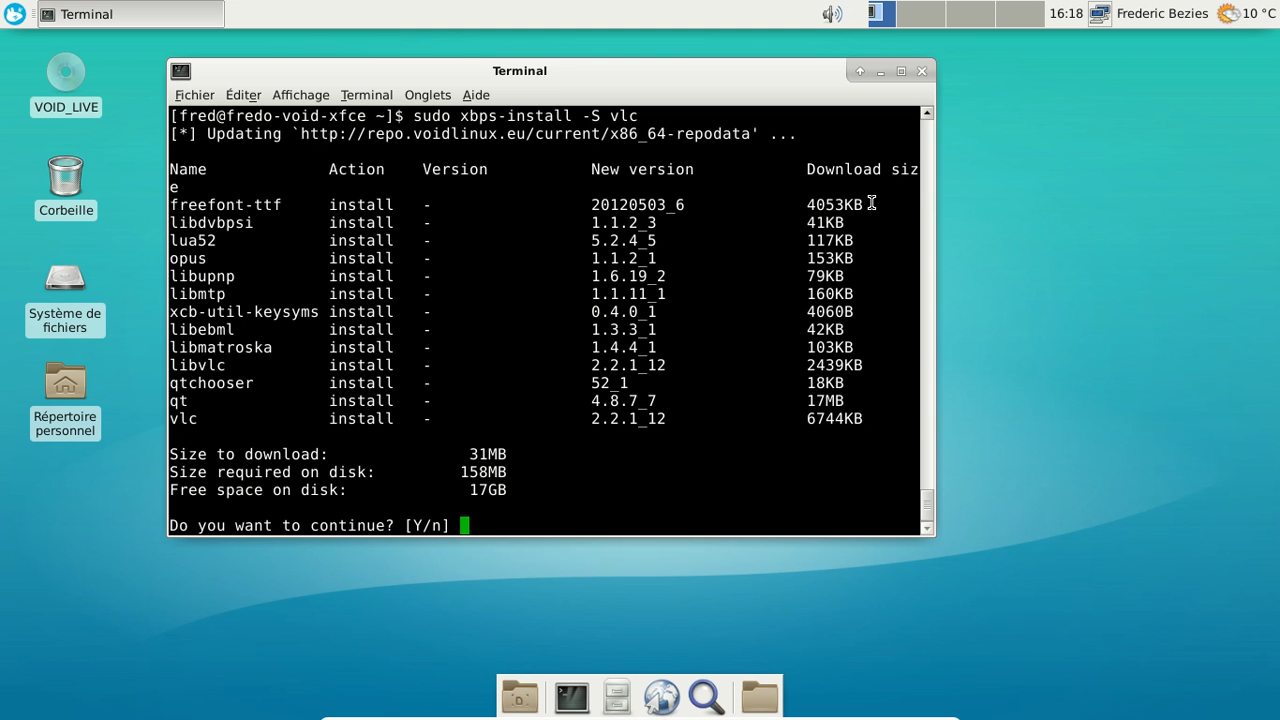 Terminal
16:18
Frederic Bezies
10 °C
VOID_LIVE
Corbeille
Système de
fichiers
Répertoire
personnel
Terminal
Fichier Éditer Affichage Terminal Onglets Aide
[fred@fredo-void-xfce ~]$ sudo xbps-install -S vlc
[*] Updating `http://repo.voidlinux.eu/current/x86_64-repodata' ...
Name Action Version New version Download siz
e
freefont-ttf install - 20120503_6 4053KB
libdvbpsi install - 1.1.2_3 41KB
lua52 install - 5.2.4_5 117KB
opus install - 1.1.2_1 153KB
libupnp install - 1.6.19_2 79KB
libmtp install - 1.1.11_1 160KB
xcb-util-keysyms install - 0.4.0_1 4060B
libebml install - 1.3.3_1 42KB
libmatroska install - 1.4.4_1 103KB
libvlc install - 2.2.1_12 2439KB
qtchooser install - 52_1 18KB
qt install - 4.8.7_7 17MB
vlc install - 2.2.1_12 6744KB
Size to download: 31MB
Size required on disk: 158MB
Free space on disk: 17GB
Do you want to continue? [Y/n]